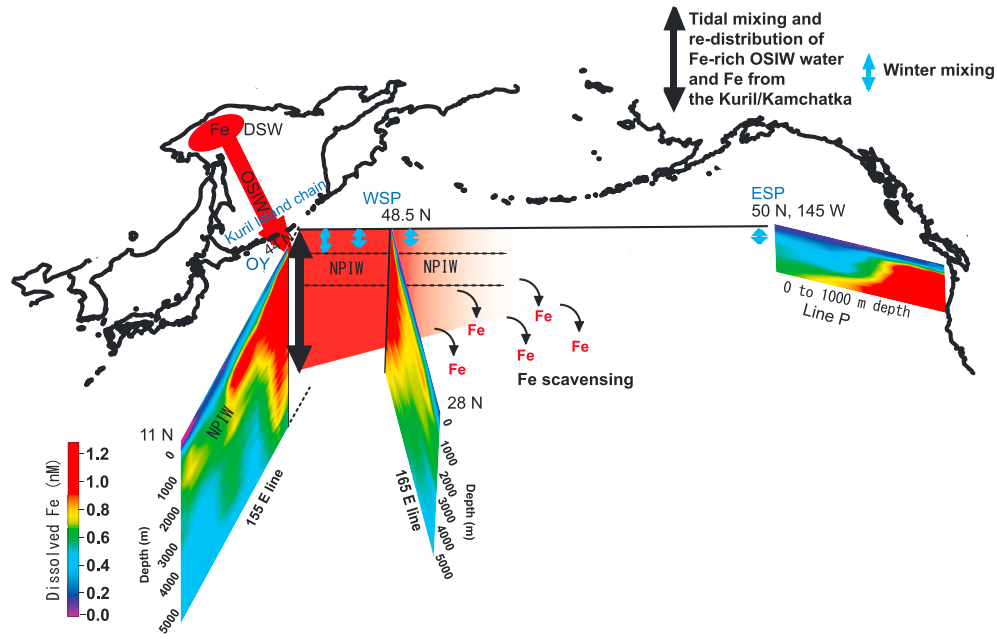 Tidal mixing and
re-distribution of
Fe-rich OSIW water
and Fe from
the Kuril/Kamchatka
Winter mixing
Fe DSW
OSIW
Kuril Island chain
WSP
48.5 N
ESP
50 N, 145 W
44 N
OY
NPIW
NPIW
0 to 1000 m depth
Line P
Fe
Fe
Fe
Fe
Fe
Fe scavensing
NPIW
11 N
28 N
0
1000
2000
3000
4000
5000
Depth (m)
155 E line
165 E line
0
1000
2000
3000
4000
5000
Depth (m)
Dissolved Fe (nM)
1.2
1.0
0.8
0.6
0.4
0.2
0.0